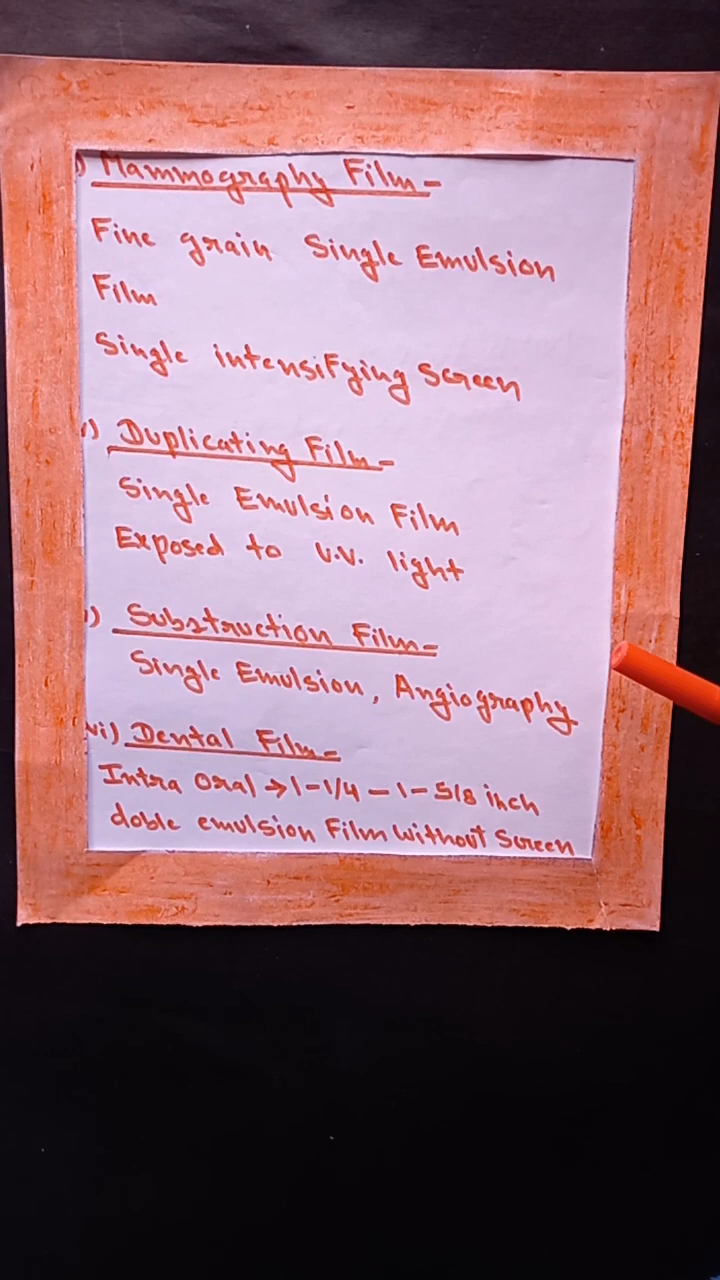 ) Mammography Film-
Fine grain Single Emulsion
Film
Single intensifying screen
) Duplicating Film-
Single Emulsion Film
Exposed to U.V. light
) Substruction Film-
Single Emulsion, Angiography
vi) Dental Film-
Intra Oral → 1-1/4 - 1-5/8 inch
doble emulsion Film Without Screen